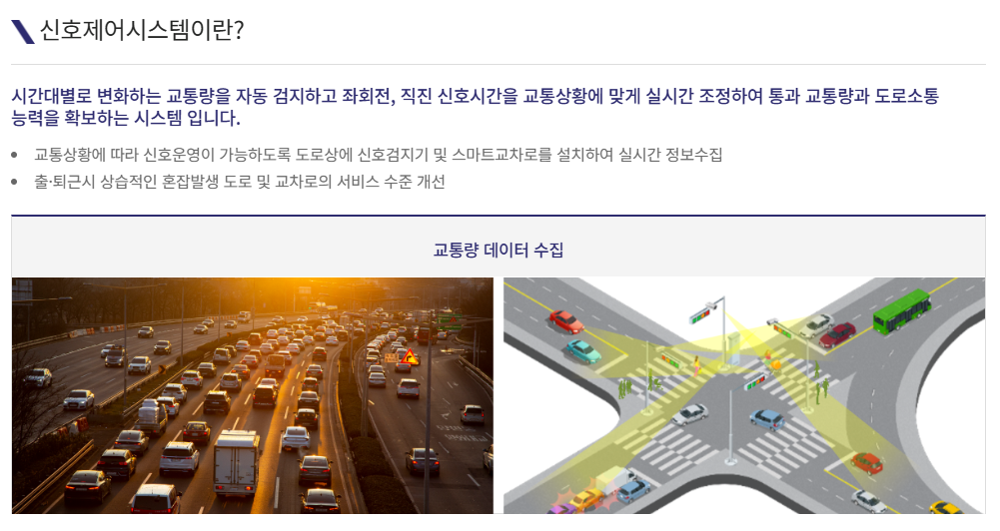 신호제어시스템이란?
시간대별로 변화하는 교통량을 자동 검지하고 좌회전, 직진 신호시간을 교통상황에 맞게 실시간 조정하여 통과 교통량과 도로소통
능력을 확보하는 시스템 입니다.
교통상황에 따라 신호운영이 가능하도록 도로상에 신호검지기 및 스마트교차로를 설치하여 실시간 정보수집
출·퇴근시 상습적인 혼잡발생 도로 및 교차로의 서비스 수준 개선
교통량 데이터 수집